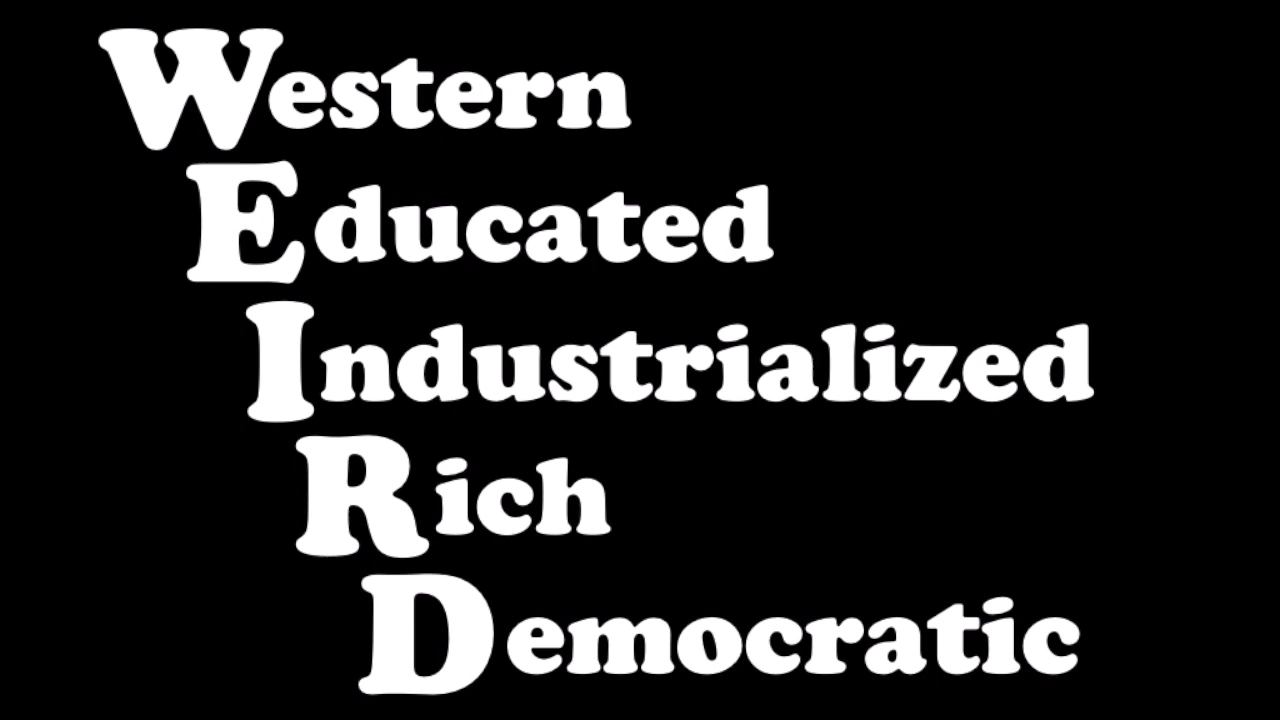 Western
Educated
Industrialized
Rich
Democratic